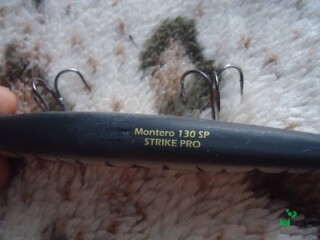 Montero 130 SP
STRIKE PRO